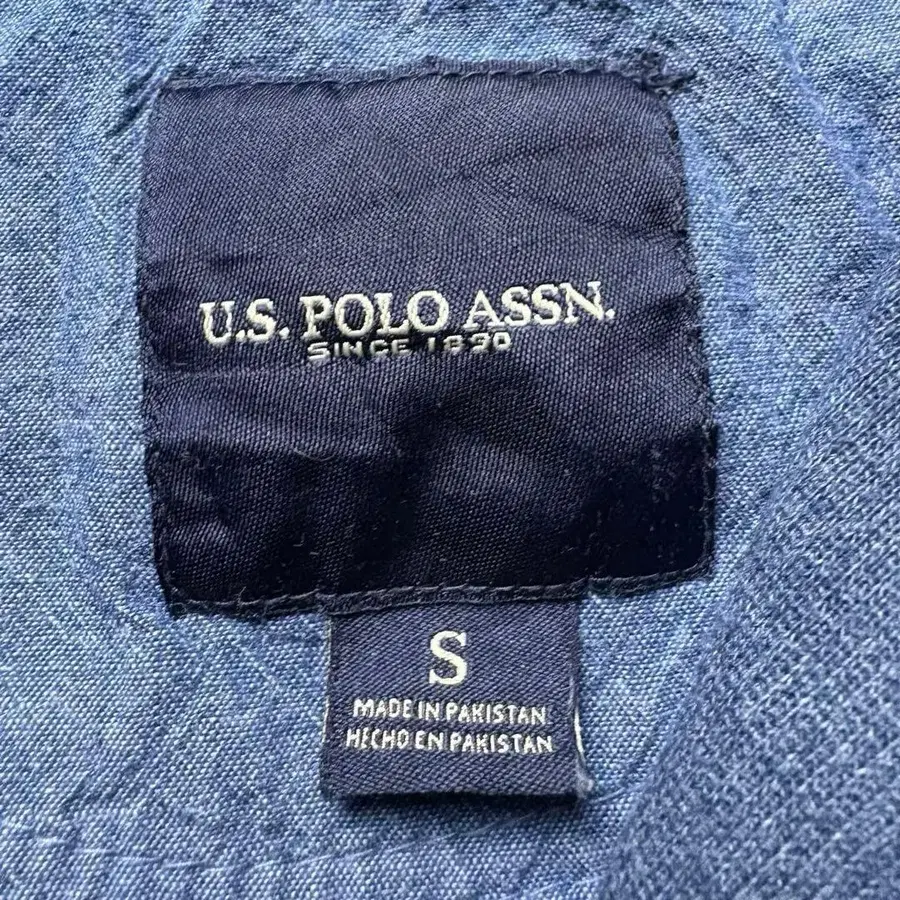 U.S. POLO ASSN.
SINCE 1890
S
MADE IN PAKISTAN
HECHO EN PAKISTAN